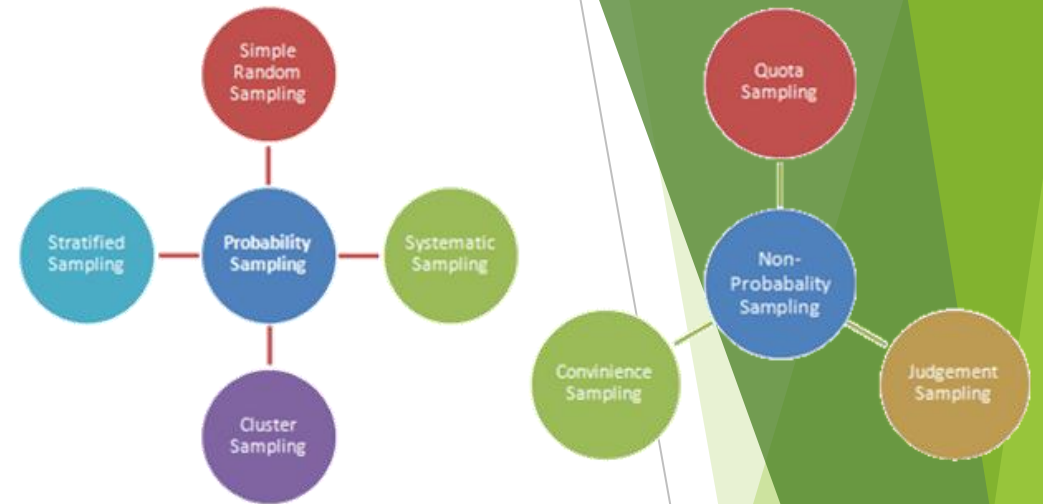 Simple
Random
Sampling
Stratified
Sampling
Probability
Sampling
Systematic
Sampling
Cluster
Sampling
Quota
Sampling
Non-
Probabality
Sampling
Convinience
Sampling
Judgement
Sampling